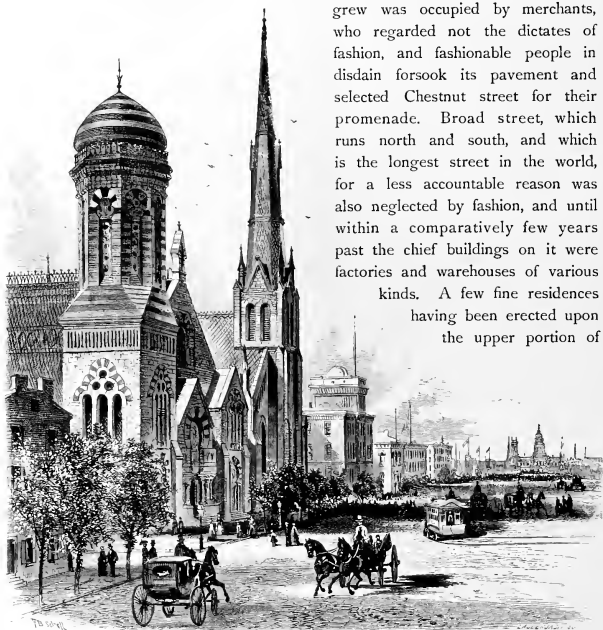 grew was occupied by merchants,
who regarded not the dictates of
fashion, and fashionable people in
disdain forsook its pavement and
selected Chestnut street for their
promenade. Broad street, which
runs north and south, and which
is the longest street in the world,
for a less accountable reason was
also neglected by fashion, and until
within a comparatively few years
past the chief buildings on it were
factories and warehouses of various
kinds. A few fine residences
having been erected upon
the upper portion of